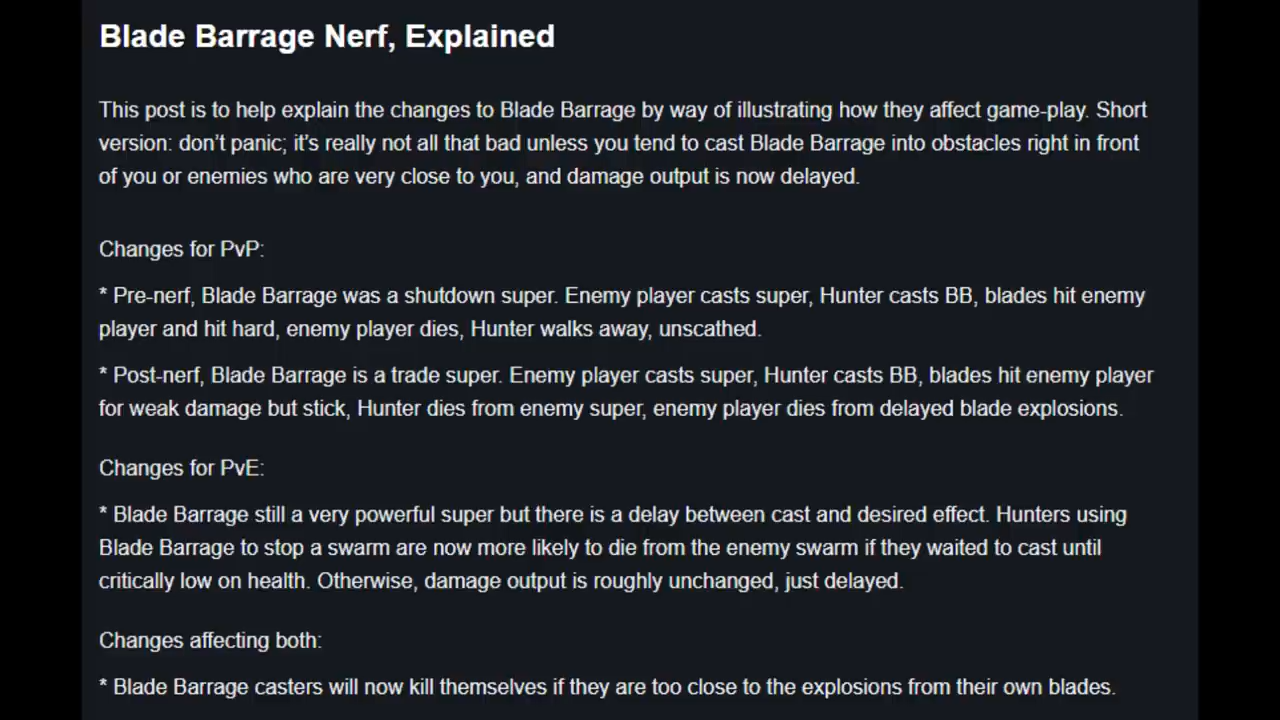 Blade Barrage Nerf, Explained
This post is to help explain the changes to Blade Barrage by way of illustrating how they affect game-play. Short
version: don’t panic; it’s really not all that bad unless you tend to cast Blade Barrage into obstacles right in front
of you or enemies who are very close to you, and damage output is now delayed.
Changes for PvP:
* Pre-nerf, Blade Barrage was a shutdown super. Enemy player casts super, Hunter casts BB, blades hit enemy
player and hit hard, enemy player dies, Hunter walks away, unscathed.
* Post-nerf, Blade Barrage is a trade super. Enemy player casts super, Hunter casts BB, blades hit enemy player
for weak damage but stick, Hunter dies from enemy super, enemy player dies from delayed blade explosions.
Changes for PvE:
* Blade Barrage still a very powerful super but there is a delay between cast and desired effect. Hunters using
Blade Barrage to stop a swarm are now more likely to die from the enemy swarm if they waited to cast until
critically low on health. Otherwise, damage output is roughly unchanged, just delayed.
Changes affecting both:
* Blade Barrage casters will now kill themselves if they are too close to the explosions from their own blades.